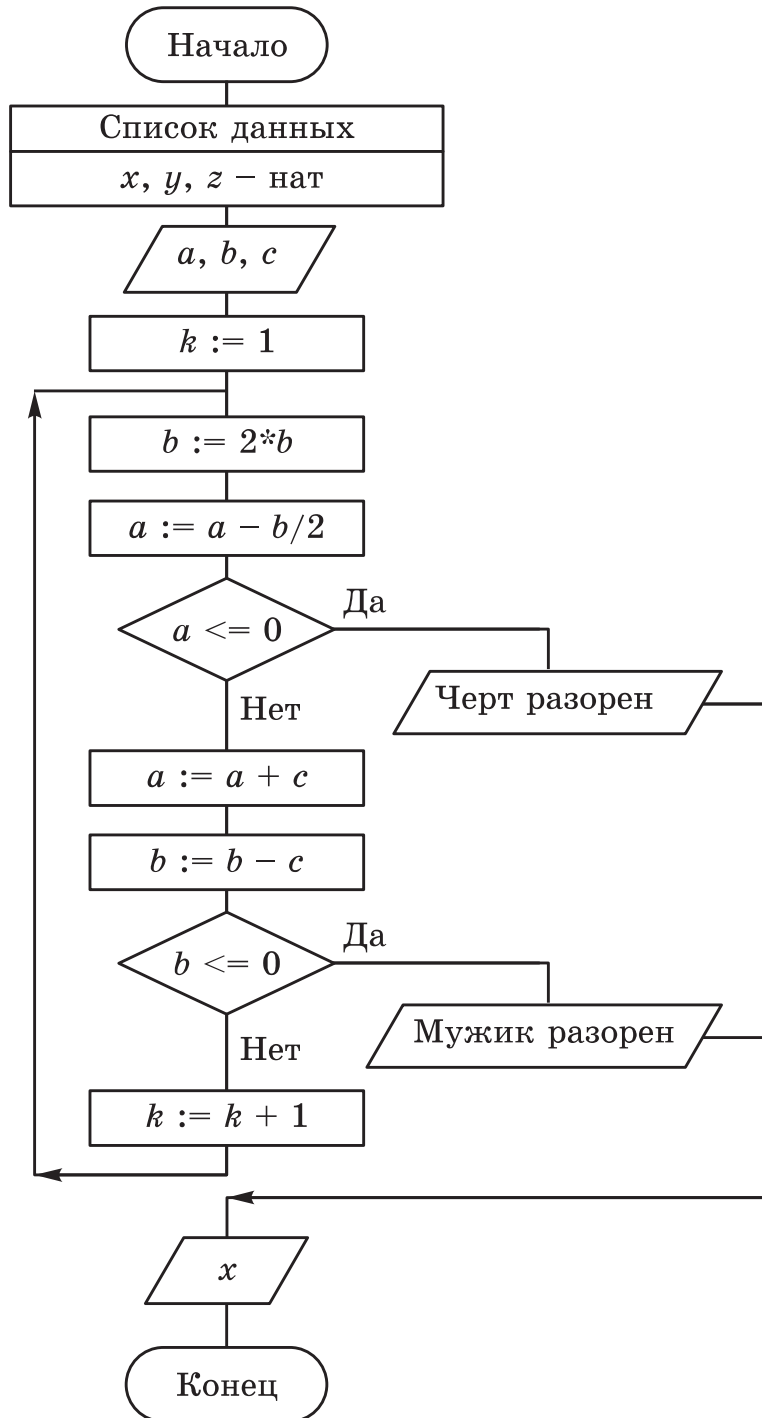 Начало
Список данных
x, y, z – нат
a, b, c
k := 1
b := 2*b
a := a – b/2
Да
a <= 0
Черт разорен
Нет
a := a + c
b := b – c
Да
b <= 0
Мужик разорен
Нет
k := k + 1
x
Конец